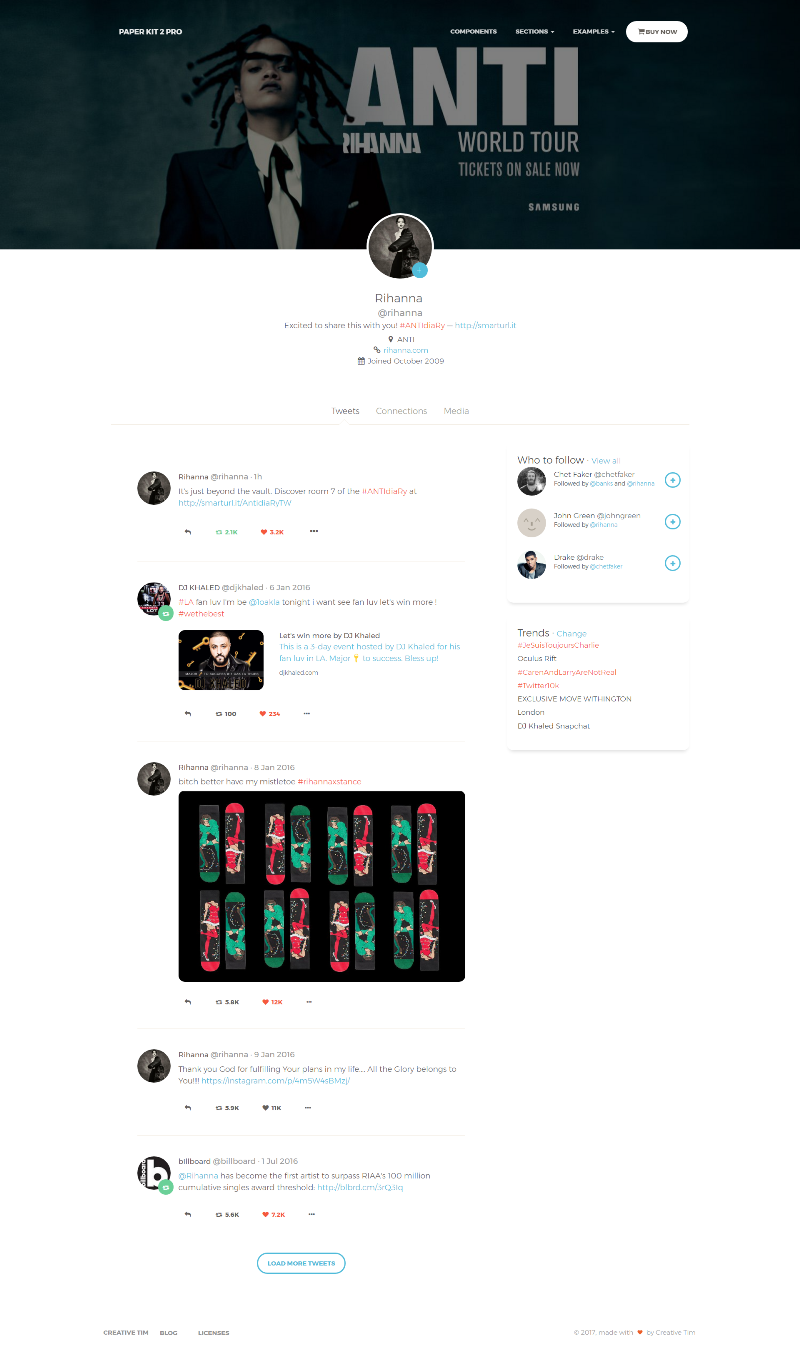 PAPER KIT 2 PRO
COMPONENTS SECTIONS EXAMPLES BUY NOW
ANTI
RIHANNA WORLD TOUR
TICKETS ON SALE NOW
SAMSUNG
Rihanna
@rihanna
Excited to share this with you! #ANTIdiaRy — http://smarturl.it
ANTI
rihanna.com
Joined October 2009
Tweets Connections Media
Rihanna @rihanna · 1h
It's just beyond the vault. Discover room 7 of the #ANTIdiaRy at
http://smarturl.it/AntidiaRyTW
2.1K 3.2K
DJ KHALED @djkhaled · 6 Jan 2016
#LA fan luv I'm be @1oakla tonight i want see fan luv let's win more !
#wethebest
Let's win more by DJ Khaled
This is a 3-day event hosted by DJ Khaled for his
fan luv in LA. Major 🔑 to success. Bless up!
djkhaled.com
100 234
Rihanna @rihanna · 8 Jan 2016
bitch better have my mistletoe #rihannaxstance
5.8K 12K
Rihanna @rihanna · 9 Jan 2016
Thank you God for fulfilling Your plans in my life.... All the Glory belongs to
You!!!! https://instagram.com/p/4m5W4sBMzj/
3.9K 11K
billboard @billboard · 1 Jul 2016
@Rihanna has become the first artist to surpass RIAA's 100 million
cumulative singles award threshold: http://blbrd.cm/3rQ3Iq
5.6K 7.2K
LOAD MORE TWEETS
Who to follow · View all
Chet Faker @chetfaker
Followed by @banks and @rihanna
John Green @johngreen
Followed by @rihanna
Drake @drake
Followed by @chetfaker
Trends · Change
#JeSuisToujoursCharlie
Oculus Rift
#CarenAndLarryAreNotReal
#Twitter10k
EXCLUSIVE MOVE WITHINGTON
London
DJ Khaled Snapchat
CREATIVE TIM BLOG LICENSES
© 2017, made with ♥ by Creative Tim